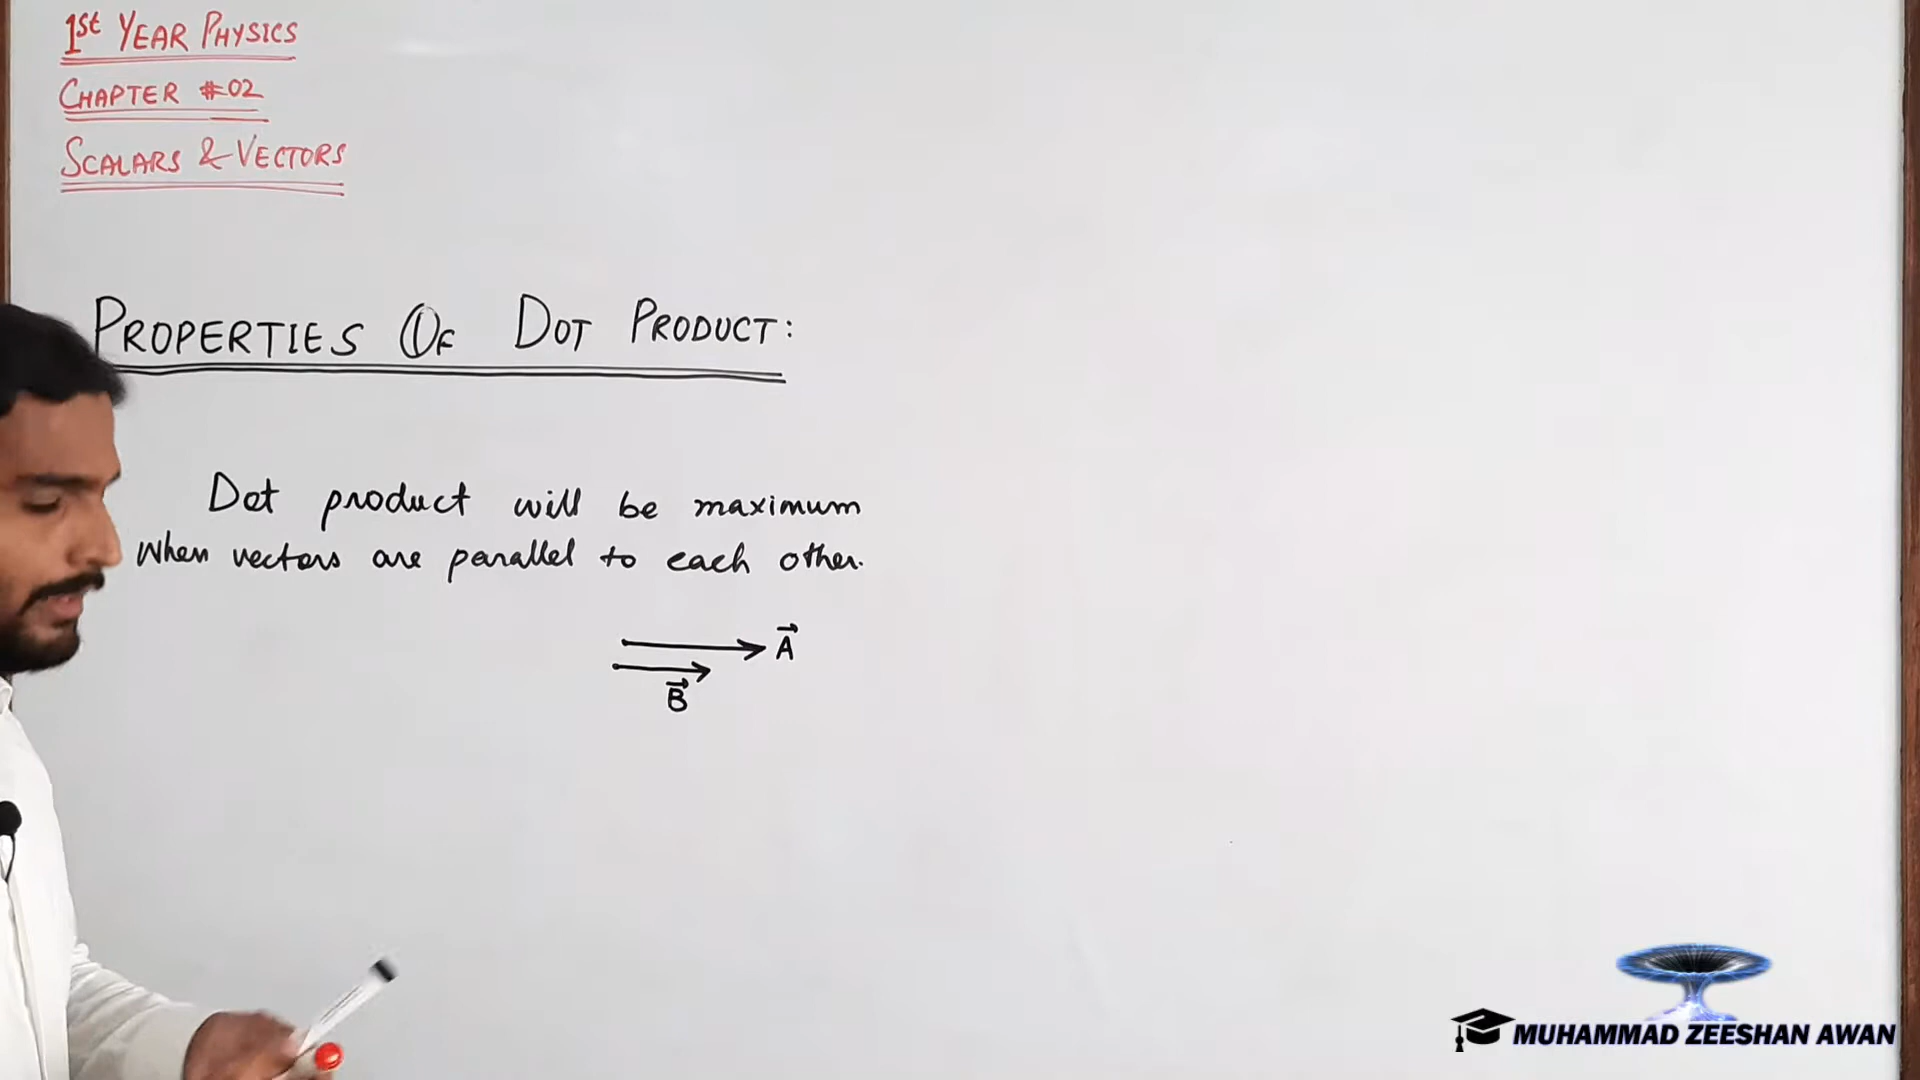 1st YEAR PHYSICS
CHAPTER #02
SCALARS & VECTORS
PROPERTIES OF DOT PRODUCT:
Dot product will be maximum
when vectors are parallel to each other.
A⃗
B⃗
MUHAMMAD ZEESHAN AWAN